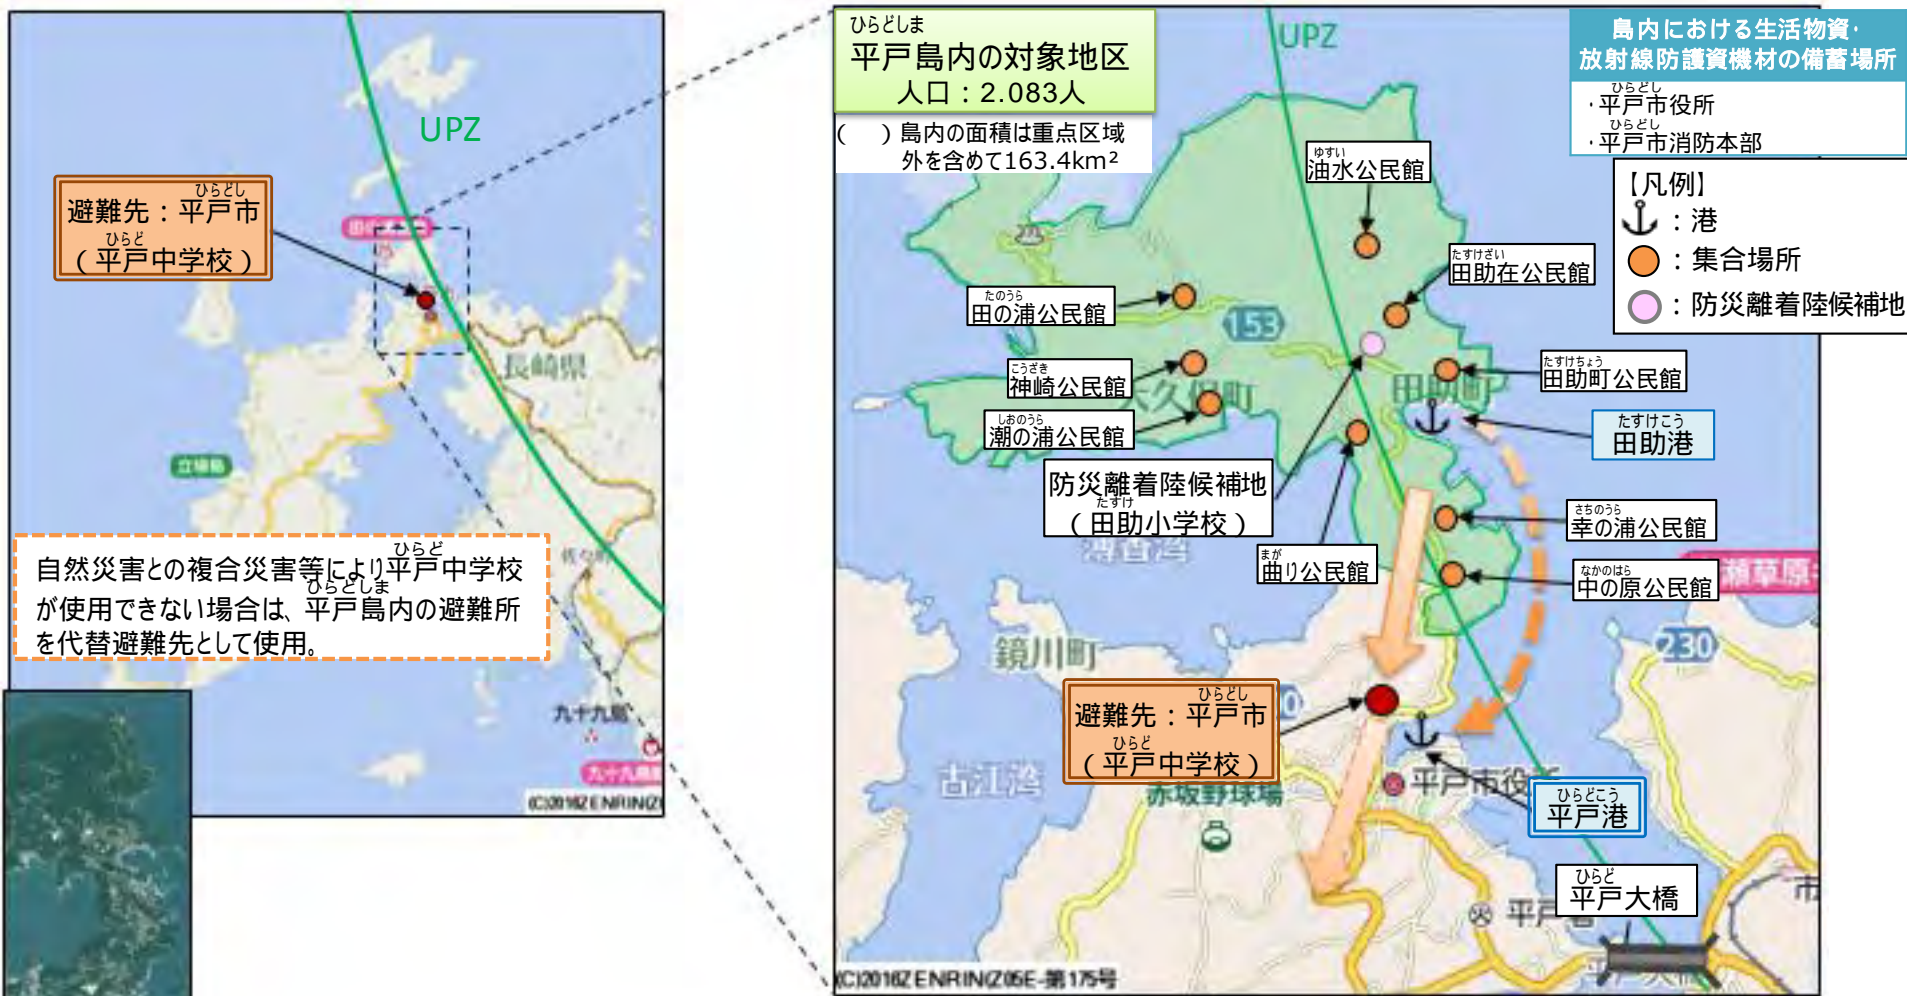 UPZ
避難先：平戸市
ひらどし
（平戸中学校）
ひらど
長崎県
自然災害との複合災害等により平戸中学校
ひらど
が使用できない場合は、平戸島内の避難所
ひらどしま
を代替避難先として使用。
九十九島
(C)2016ZENRIN(Z)
ひらどしま
平戸島内の対象地区
人口：2.083人
（　）島内の面積は重点区域
外を含めて163.4km²
UPZ
島内における生活物資・
放射線防護資機材の備蓄場所
ひらどし
・平戸市役所
ひらどし
・平戸市消防本部
【凡例】
：港
：集合場所
：防災離着陸候補地
ゆすい
油水公民館
たすけざい
田助在公民館
たのうら
田の浦公民館
153
こうざき
神崎公民館
大久保町
田助町
たすけちょう
田助町公民館
しおのうら
潮の浦公民館
たすけこう
田助港
防災離着陸候補地
たすけ
（田助小学校）
まが
曲り公民館
さちのうら
幸の浦公民館
なかのはら
中の原公民館
薄香湾
鏡川町
230
ひらどし
避難先：平戸市
ひらど
（平戸中学校）
古江湾
赤坂野球場
平戸市役所
ひらどこう
平戸港
ひらど
平戸大橋
(C)2016ZENRIN(Z05E-第175号